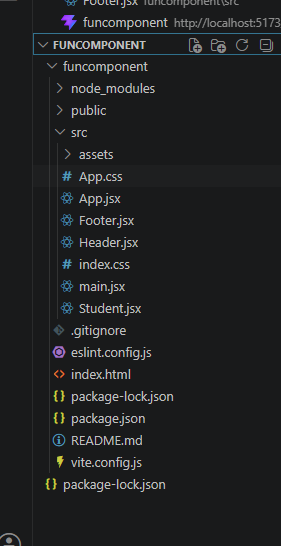 Footer.jsx funcomponent\src
funcomponent http://localhost:5173
FUNCOMPONENT
funcomponent
node_modules
public
src
assets
# App.css
App.jsx
Footer.jsx
Header.jsx
# index.css
main.jsx
Student.jsx
.gitignore
eslint.config.js
<> index.html
{} package-lock.json
{} package.json
README.md
vite.config.js
{} package-lock.json